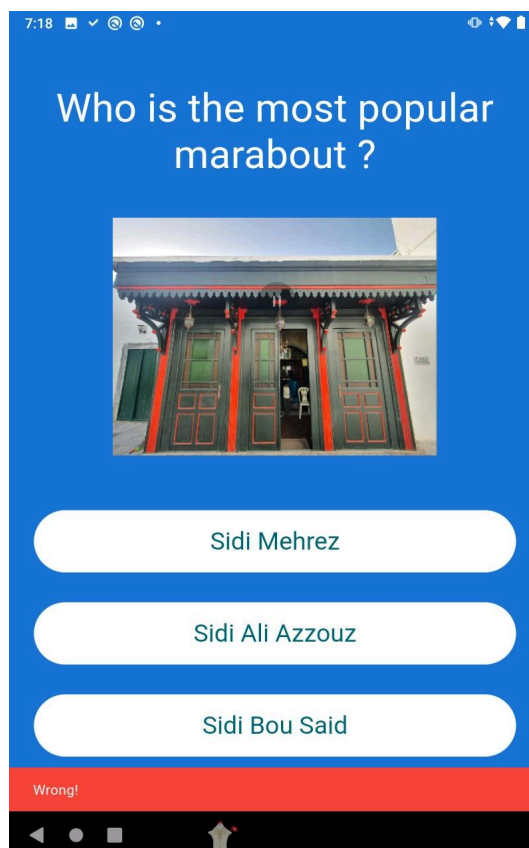 7:18
Who is the most popular
marabout ?
Sidi Mehrez
Sidi Ali Azzouz
Sidi Bou Said
Wrong!